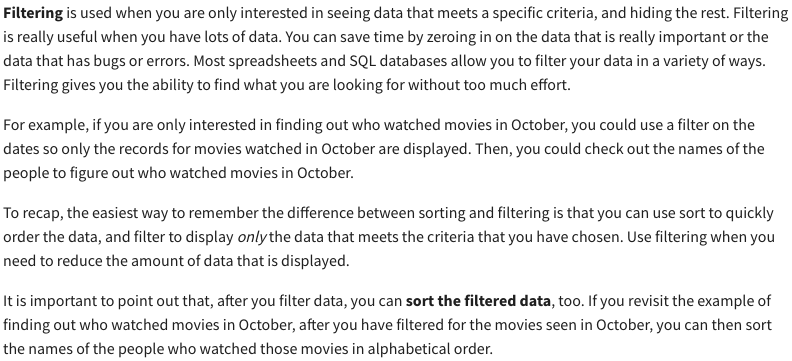 Filtering is used when you are only interested in seeing data that meets a specific criteria, and hiding the rest. Filtering
is really useful when you have lots of data. You can save time by zeroing in on the data that is really important or the
data that has bugs or errors. Most spreadsheets and SQL databases allow you to filter your data in a variety of ways.
Filtering gives you the ability to find what you are looking for without too much effort.
For example, if you are only interested in finding out who watched movies in October, you could use a filter on the
dates so only the records for movies watched in October are displayed. Then, you could check out the names of the
people to figure out who watched movies in October.
To recap, the easiest way to remember the difference between sorting and filtering is that you can use sort to quickly
order the data, and filter to display only the data that meets the criteria that you have chosen. Use filtering when you
need to reduce the amount of data that is displayed.
It is important to point out that, after you filter data, you can sort the filtered data, too. If you revisit the example of
finding out who watched movies in October, after you have filtered for the movies seen in October, you can then sort
the names of the people who watched those movies in alphabetical order.